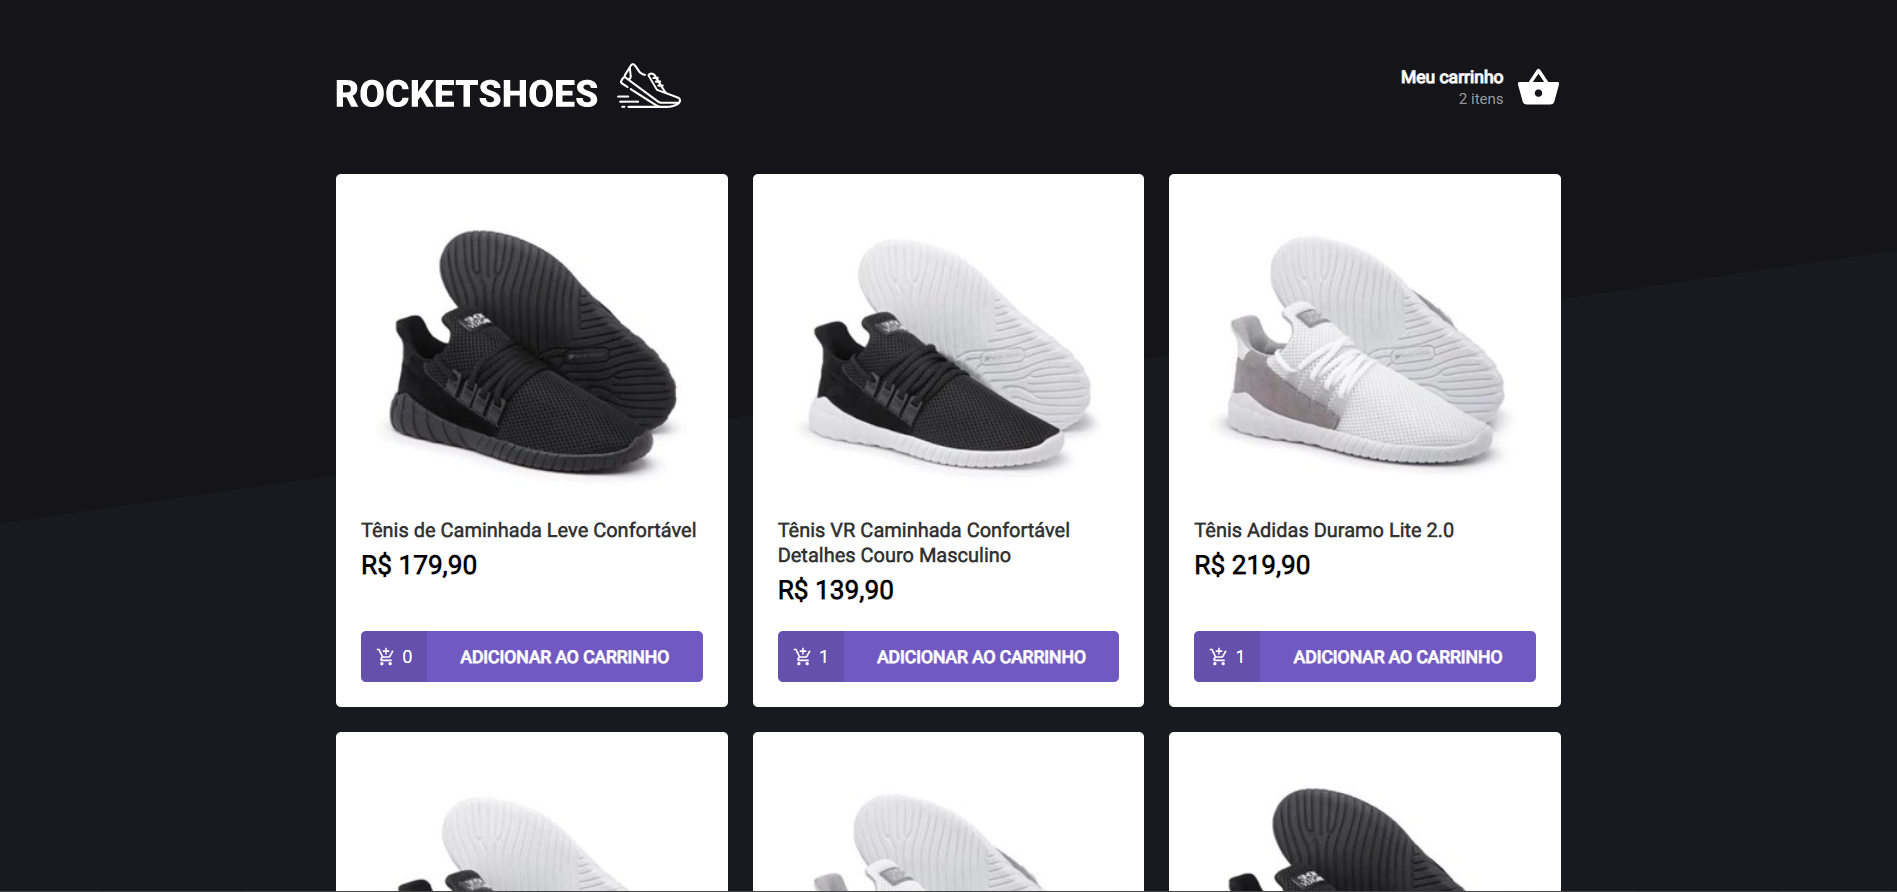 ROCKETSHOES
Meu carrinho
2 itens
Tênis de Caminhada Leve Confortável
R$ 179,90
0 ADICIONAR AO CARRINHO
Tênis VR Caminhada Confortável
Detalhes Couro Masculino
R$ 139,90
1 ADICIONAR AO CARRINHO
Tênis Adidas Duramo Lite 2.0
R$ 219,90
1 ADICIONAR AO CARRINHO